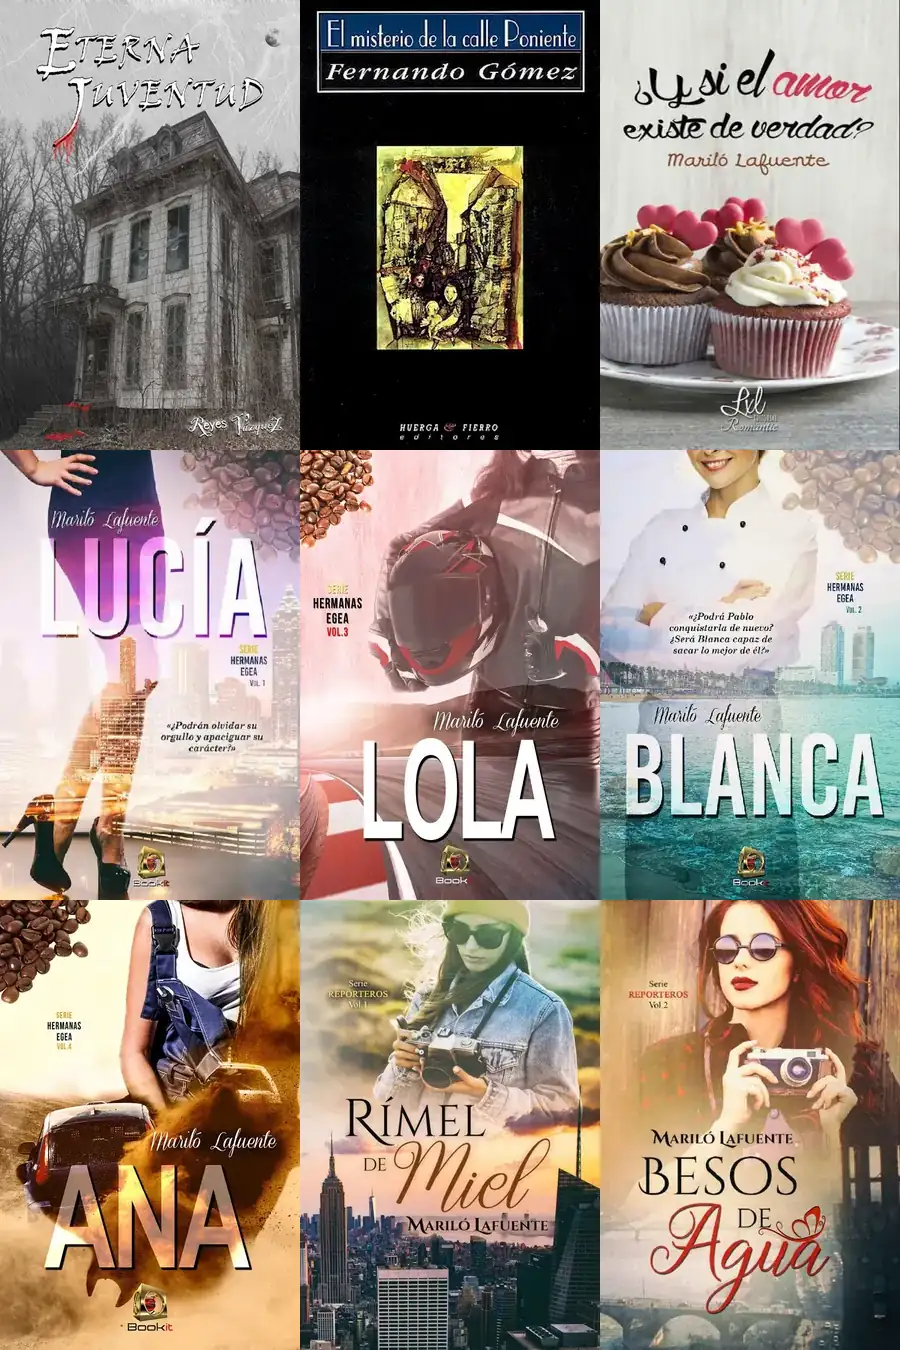 ETERNA
JUVENTUD
Reyes Vázquez
El misterio de la calle Poniente
Fernando Gómez
HUERGA & FIERRO
editores
¿Y si el amor
existe de verdad?
Mariló Lafuente
Lxl
EDITORIAL
Romantic
Mariló Lafuente
LUCÍA
SERIE
HERMANAS
EGEA
VOL. 1
«¿Podrán olvidar su
orgullo y apaciguar su
carácter?»
Bookit
SERIE
HERMANAS
EGEA
VOL.3
Mariló Lafuente
LOLA
Bookit
SERIE
HERMANAS
EGEA
VOL. 2
«¿Podrá Pablo
conquistarla de nuevo?
¿Será Blanca capaz de
sacar lo mejor de él?»
Mariló Lafuente
BLANCA
Bookit
SERIE
HERMANAS
EGEA
VOL 4
Mariló Lafuente
ANA
Bookit
Serie
REPORTEROS
Vol.1
RÍMEL
DE Miel
MARILÓ LAFUENTE
Serie
REPORTEROS
Vol.2
MARILÓ LAFUENTE
BESOS
DE
Agua